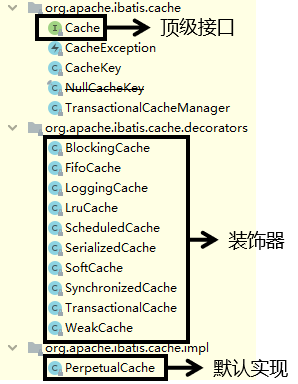 org.apache.ibatis.cache
Cache
顶级接口
CacheException
CacheKey
NullCacheKey
TransactionalCacheManager
org.apache.ibatis.cache.decorators
BlockingCache
FifoCache
LoggingCache
LruCache
ScheduledCache
SerializedCache
装饰器
SoftCache
SynchronizedCache
TransactionalCache
WeakCache
org.apache.ibatis.cache.impl
PerpetualCache
默认实现